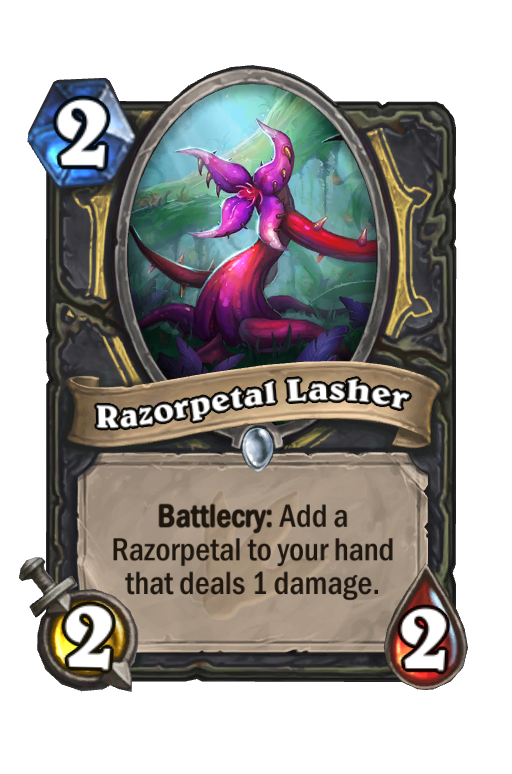 2
Razorpetal Lasher
Battlecry: Add a
Razorpetal to your hand
that deals 1 damage.
2
2